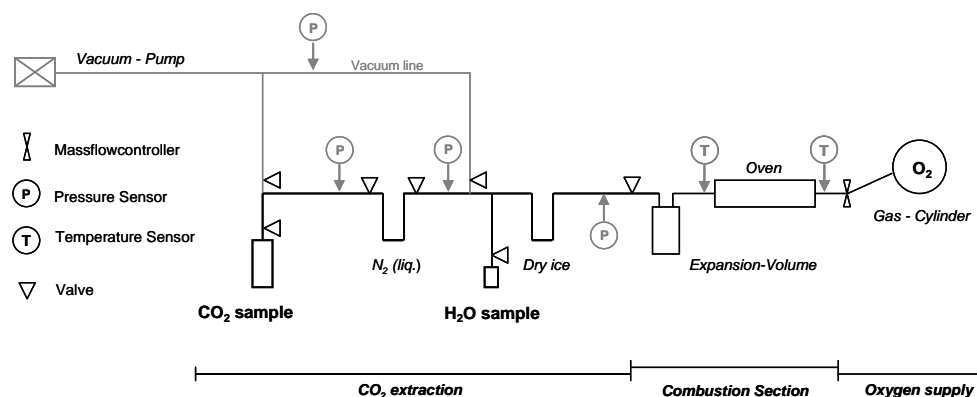 P
Vacuum - Pump
Vacuum line
Massflowcontroller
P
Pressure Sensor
T
Temperature Sensor
Valve
P
P
P
T
T
Oven
O₂
Gas - Cylinder
N₂ (liq.)
Dry ice
Expansion-Volume
CO₂ sample
H₂O sample
CO₂ extraction
Combustion Section
Oxygen supply